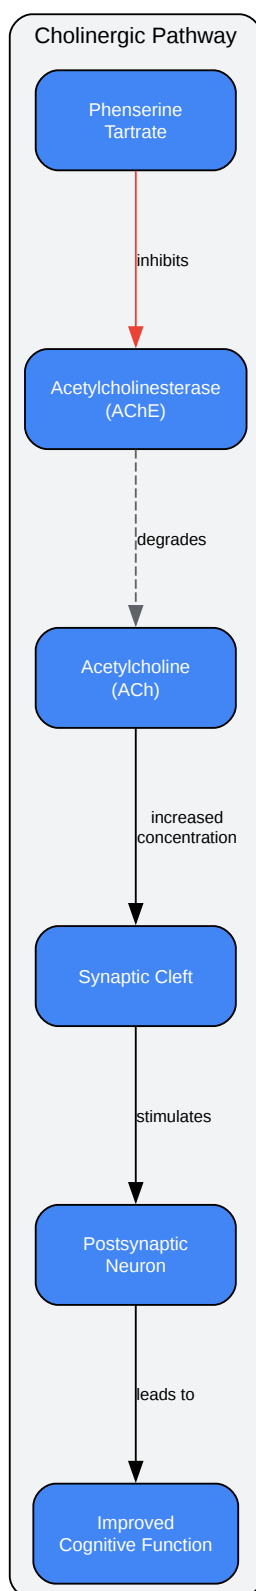 Cholinergic Pathway
Phenserine
Tartrate
inhibits
Acetylcholinesterase
(AChE)
degrades
Acetylcholine
(ACh)
increased
concentration
Synaptic Cleft
stimulates
Postsynaptic
Neuron
leads to
Improved
Cognitive Function